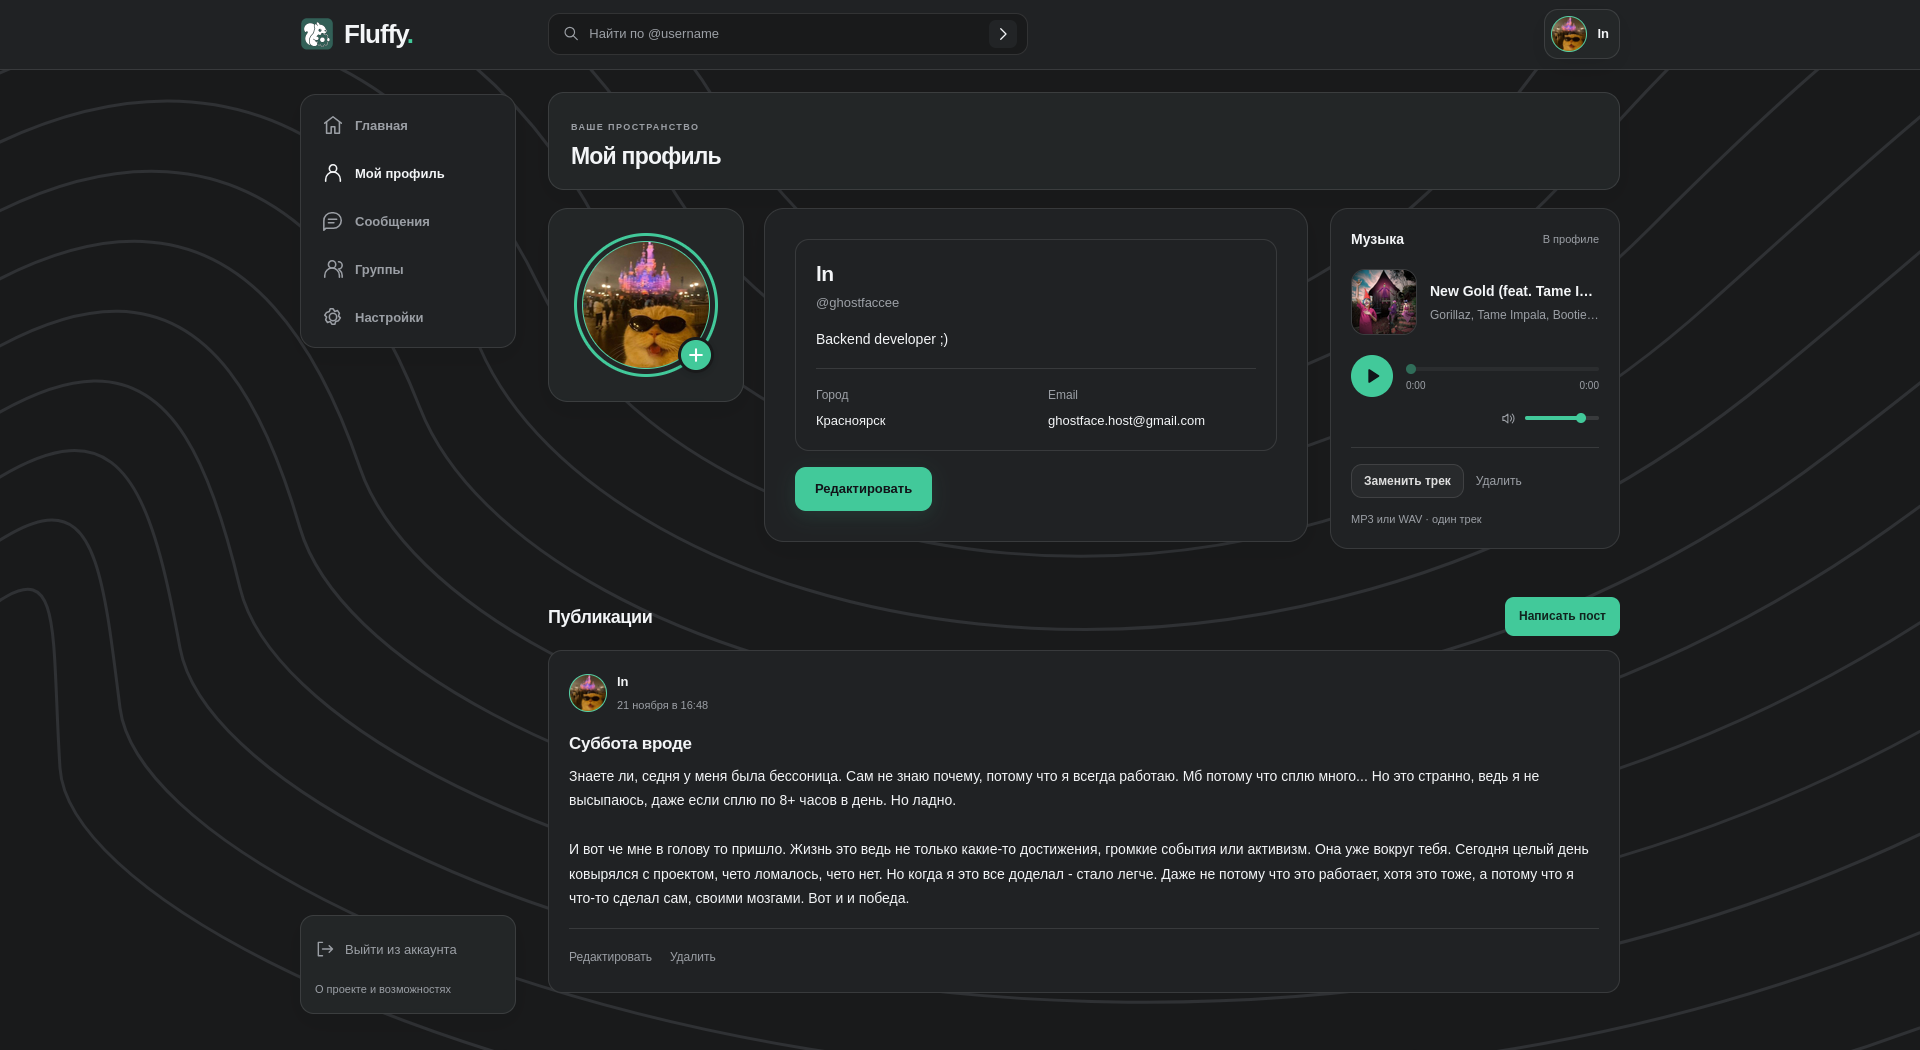 Fluffy.
Найти по @username
In
Главная
Мой профиль
Сообщения
Группы
Настройки
ВАШЕ ПРОСТРАНСТВО
Мой профиль
In
@ghostfaccee
Backend developer ;)
Город
Красноярск
Email
ghostface.host@gmail.com
Редактировать
Музыка
В профиле
New Gold (feat. Tame I...
Gorillaz, Tame Impala, Bootie...
0:00
0:00
Заменить трек
Удалить
MP3 или WAV · один трек
Публикации
Написать пост
In
21 ноября в 16:48
Суббота вроде
Знаете ли, седня у меня была бессоница. Сам не знаю почему, потому что я всегда работаю. Мб потому что сплю много... Но это странно, ведь я не
высыпаюсь, даже если сплю по 8+ часов в день. Но ладно.
И вот че мне в голову то пришло. Жизнь это ведь не только какие-то достижения, громкие события или активизм. Она уже вокруг тебя. Сегодня целый день
ковырялся с проектом, чето ломалось, чето нет. Но когда я это все доделал - стало легче. Даже не потому что это работает, хотя это тоже, а потому что я
что-то сделал сам, своими мозгами. Вот и и победа.
Редактировать
Удалить
Выйти из аккаунта
О проекте и возможностях